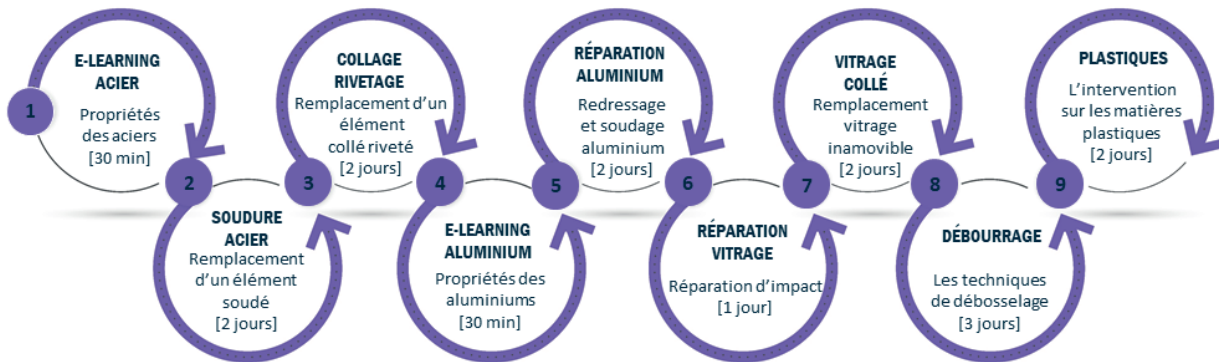 1
E-LEARNING
ACIER
Propriétés
des aciers
[30 min]
2
SOUDURE
ACIER
Remplacement
d'un élément
soudé
[2 jours]
3
COLLAGE
RIVETAGE
Remplacement d'un
élément
collé riveté
[2 jours]
4
E-LEARNING
ALUMINIUM
Propriétés des
aluminiums
[30 min]
5
RÉPARATION
ALUMINIUM
Redressage
et soudage
aluminium
[2 jours]
6
RÉPARATION
VITRAGE
Réparation d'impact
[1 jour]
7
VITRAGE
COLLÉ
Remplacement
vitrage
inamovible
[2 jours]
8
DÉBOURRAGE
Les techniques
de débosselage
[3 jours]
9
PLASTIQUES
L'intervention
sur les matières
plastiques
[2 jours]